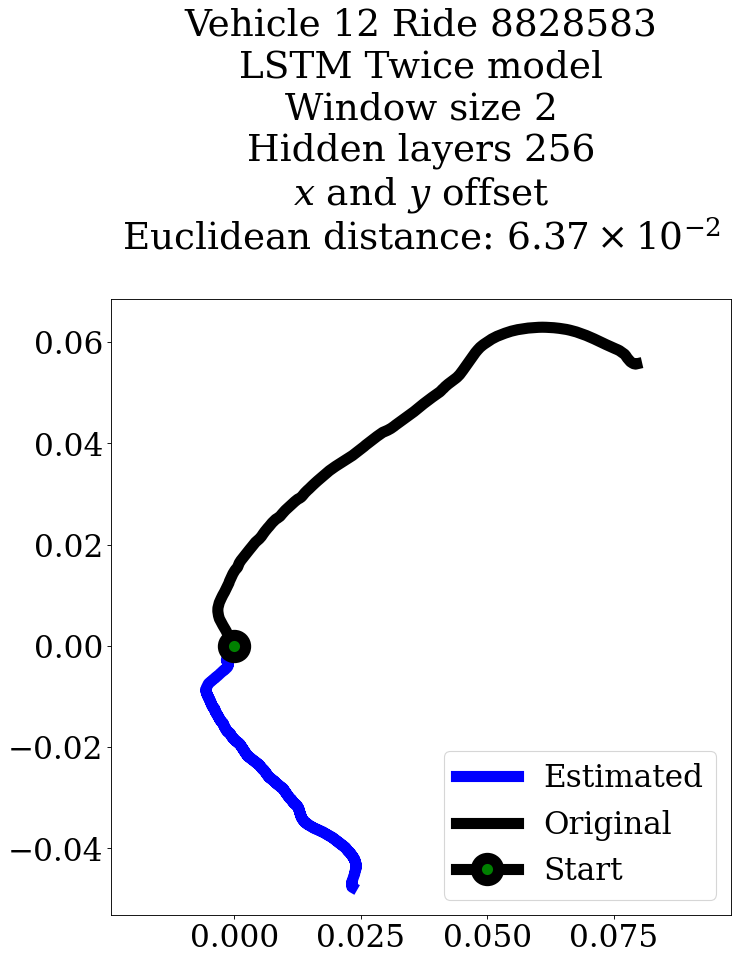 Vehicle 12 Ride 8828583
LSTM Twice model
Window size 2
Hidden layers 256
x and y offset
Euclidean distance: 6.37 × 10⁻²
0.06
0.04
0.02
0.00
−0.02
−0.04
Estimated
Original
Start
0.000 0.025 0.050 0.075